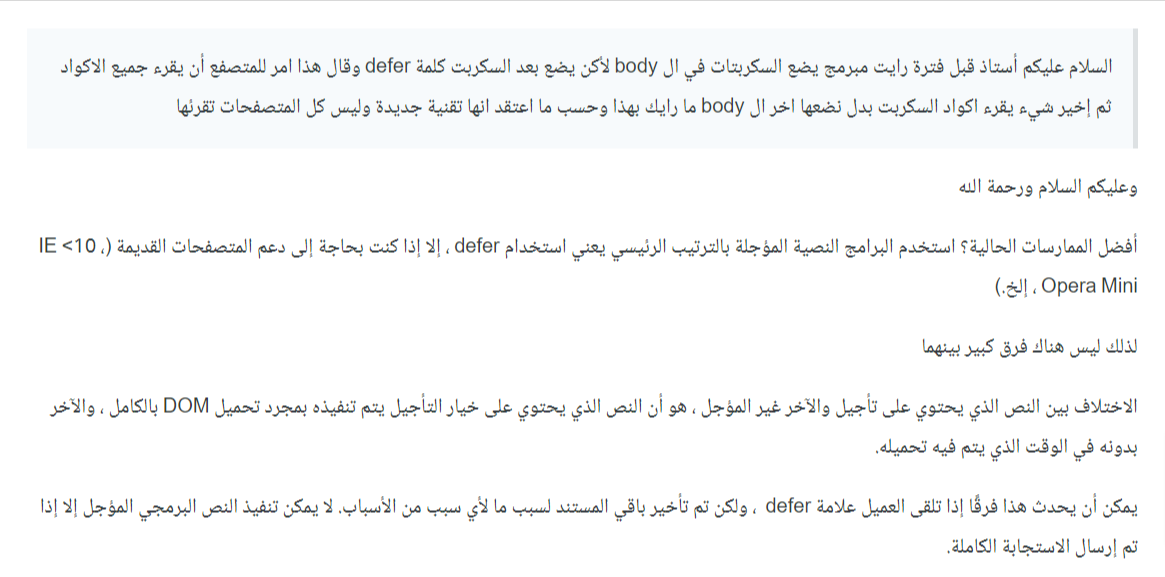 السلام عليكم أستاذ قبل فترة رايت مبرمج يضع السكربتات في ال body لأكن يضع بعد السكربت كلمة defer وقال هذا امر للمتصفع أن يقرء جميع الاكواد
ثم إخير شيء يقرء اكواد السكربت بدل نضعها اخر ال body ما رايك بهذا وحسب ما اعتقد انها تقنية جديدة وليس كل المتصفحات تقرئها
وعليكم السلام ورحمة الله
أفضل الممارسات الحالية؟ استخدم البرامج النصية المؤجلة بالترتيب الرئيسي يعني استخدام defer ، إلا إذا كنت بحاجة إلى دعم المتصفحات القديمة (، IE <10 ،
Opera Mini ، إلخ.)
لذلك ليس هناك فرق كبير بينهما
الاختلاف بين النص الذي يحتوي على تأجيل والآخر غير المؤجل ، هو أن النص الذي يحتوي على خيار التأجيل يتم تنفيذه بمجرد تحميل DOM بالكامل ، والآخر
بدونه في الوقت الذي يتم فيه تحميله.
يمكن أن يحدث هذا فرقًا إذا تلقى العميل علامة defer ، ولكن تم تأخير باقي المستند لسبب ما لأي سبب من الأسباب. لا يمكن تنفيذ النص البرمجي المؤجل إلا إذا
تم إرسال الاستجابة الكاملة.